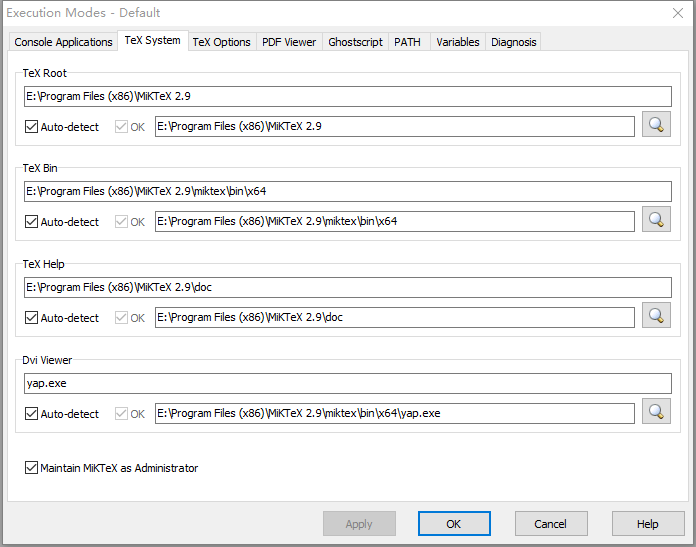 Execution Modes - Default
Console Applications TeX System TeX Options PDF Viewer Ghostscript PATH Variables Diagnosis
TeX Root
E:\Program Files (x86)\MiKTeX 2.9
Auto-detect OK E:\Program Files (x86)\MiKTeX 2.9
TeX Bin
E:\Program Files (x86)\MiKTeX 2.9\miktex\bin\x64
Auto-detect OK E:\Program Files (x86)\MiKTeX 2.9\miktex\bin\x64
TeX Help
E:\Program Files (x86)\MiKTeX 2.9\doc
Auto-detect OK E:\Program Files (x86)\MiKTeX 2.9\doc
Dvi Viewer
yap.exe
Auto-detect OK E:\Program Files (x86)\MiKTeX 2.9\miktex\bin\x64\yap.exe
Maintain MiKTeX as Administrator
Apply OK Cancel Help